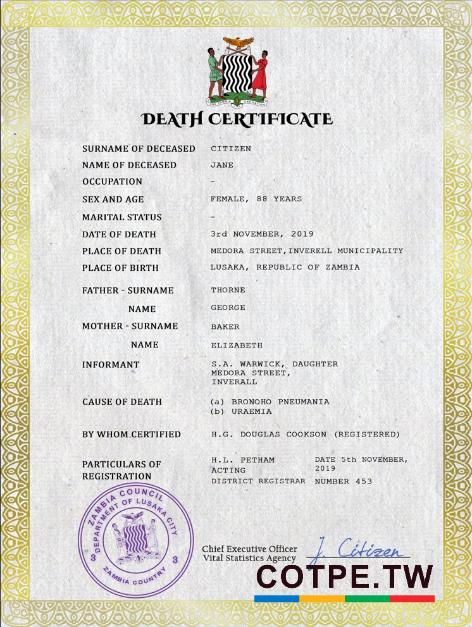 DEATH CERTIFICATE
SURNAME OF DECEASED CITIZEN
NAME OF DECEASED JANE
OCCUPATION -
SEX AND AGE FEMALE, 88 YEARS
MARITAL STATUS -
DATE OF DEATH 3rd NOVEMBER, 2019
PLACE OF DEATH MEDORA STREET,INVERELL MUNICIPALITY
PLACE OF BIRTH LUSAKA, REPUBLIC OF ZAMBIA
FATHER - SURNAME THORNE
NAME GEORGE
MOTHER - SURNAME BAKER
NAME ELIZABETH
INFORMANT S.A. WARWICK, DAUGHTER
MEDORA STREET,
INVERALL
CAUSE OF DEATH (a) BRONOHO PNEUMANIA
(b) URAEMIA
BY WHOM CERTIFIED H.G. DOUGLAS COOKSON (REGISTERED)
PARTICULARS OF
REGISTRATION
H.L. PETHAM
ACTING
DISTRICT REGISTRAR
DATE 5th NOVEMBER,
2019
NUMBER 453
ZAMBIA COUNCIL
DEPARTMENT OF LUSAKA CITY
3 3
ZAMBIA COUNTRY
Chief Executive Officer
Vital Statistics Agency
J. Citizen
COTPE.TW